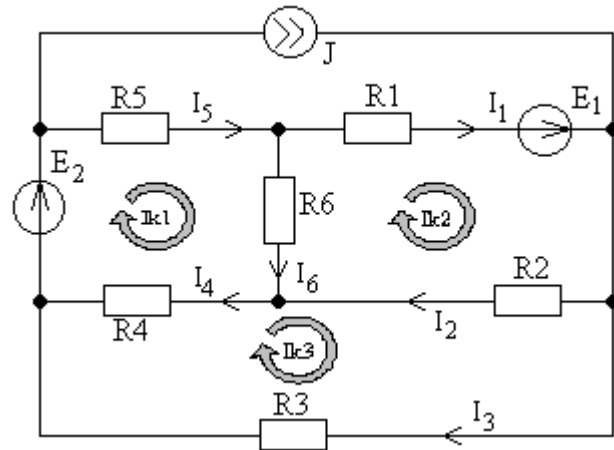 J
R5 I5 R1 I1 E1
E2
Ik1 R6 Ik2
I4 I6 R2
R4 I2
Ik3
R3 I3